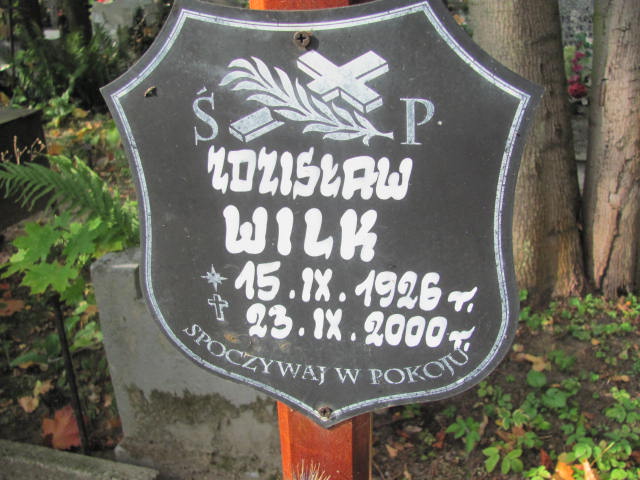 Ś P.
ZDZISŁAW
WILK
15.IX.1926 r.
23.IX.2000 r.
SPOCZYWAJ W POKOJU